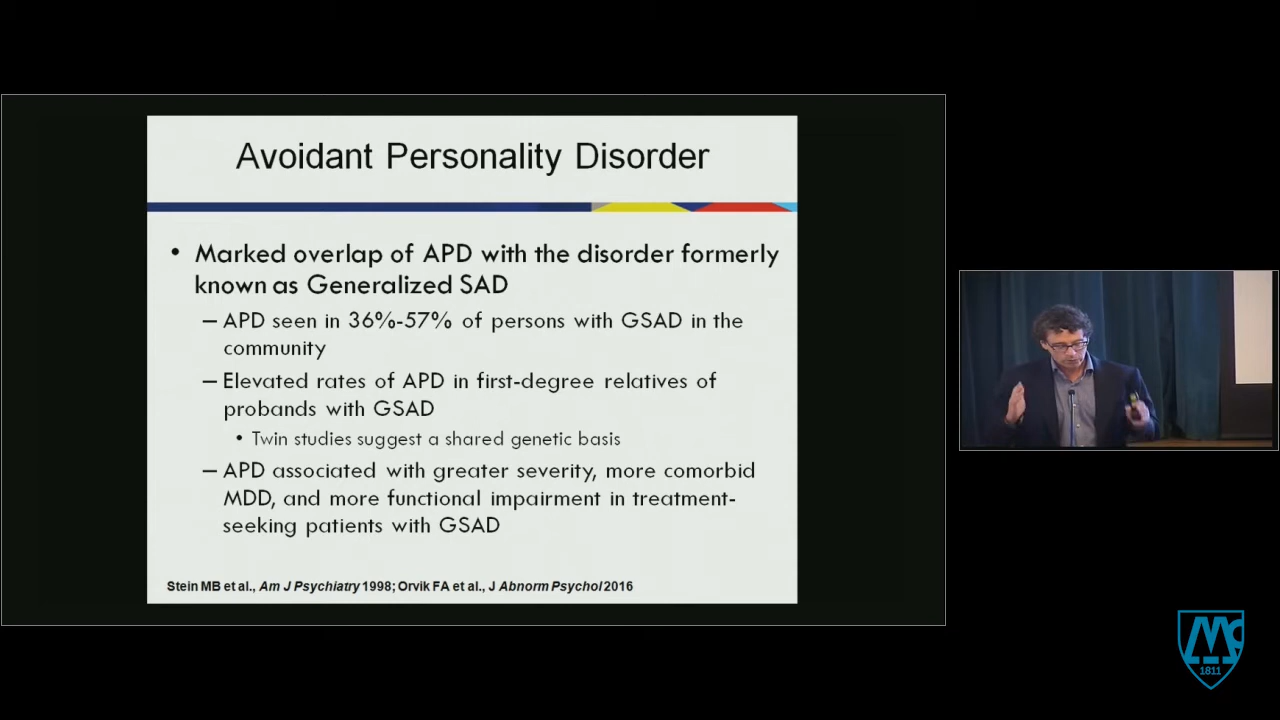 Avoidant Personality Disorder
• Marked overlap of APD with the disorder formerly
known as Generalized SAD
– APD seen in 36%-57% of persons with GSAD in the
community
– Elevated rates of APD in first-degree relatives of
probands with GSAD
• Twin studies suggest a shared genetic basis
– APD associated with greater severity, more comorbid
MDD, and more functional impairment in treatment-
seeking patients with GSAD
Stein MB et al., Am J Psychiatry 1998; Orvik FA et al., J Abnorm Psychol 2016
Mc
1811